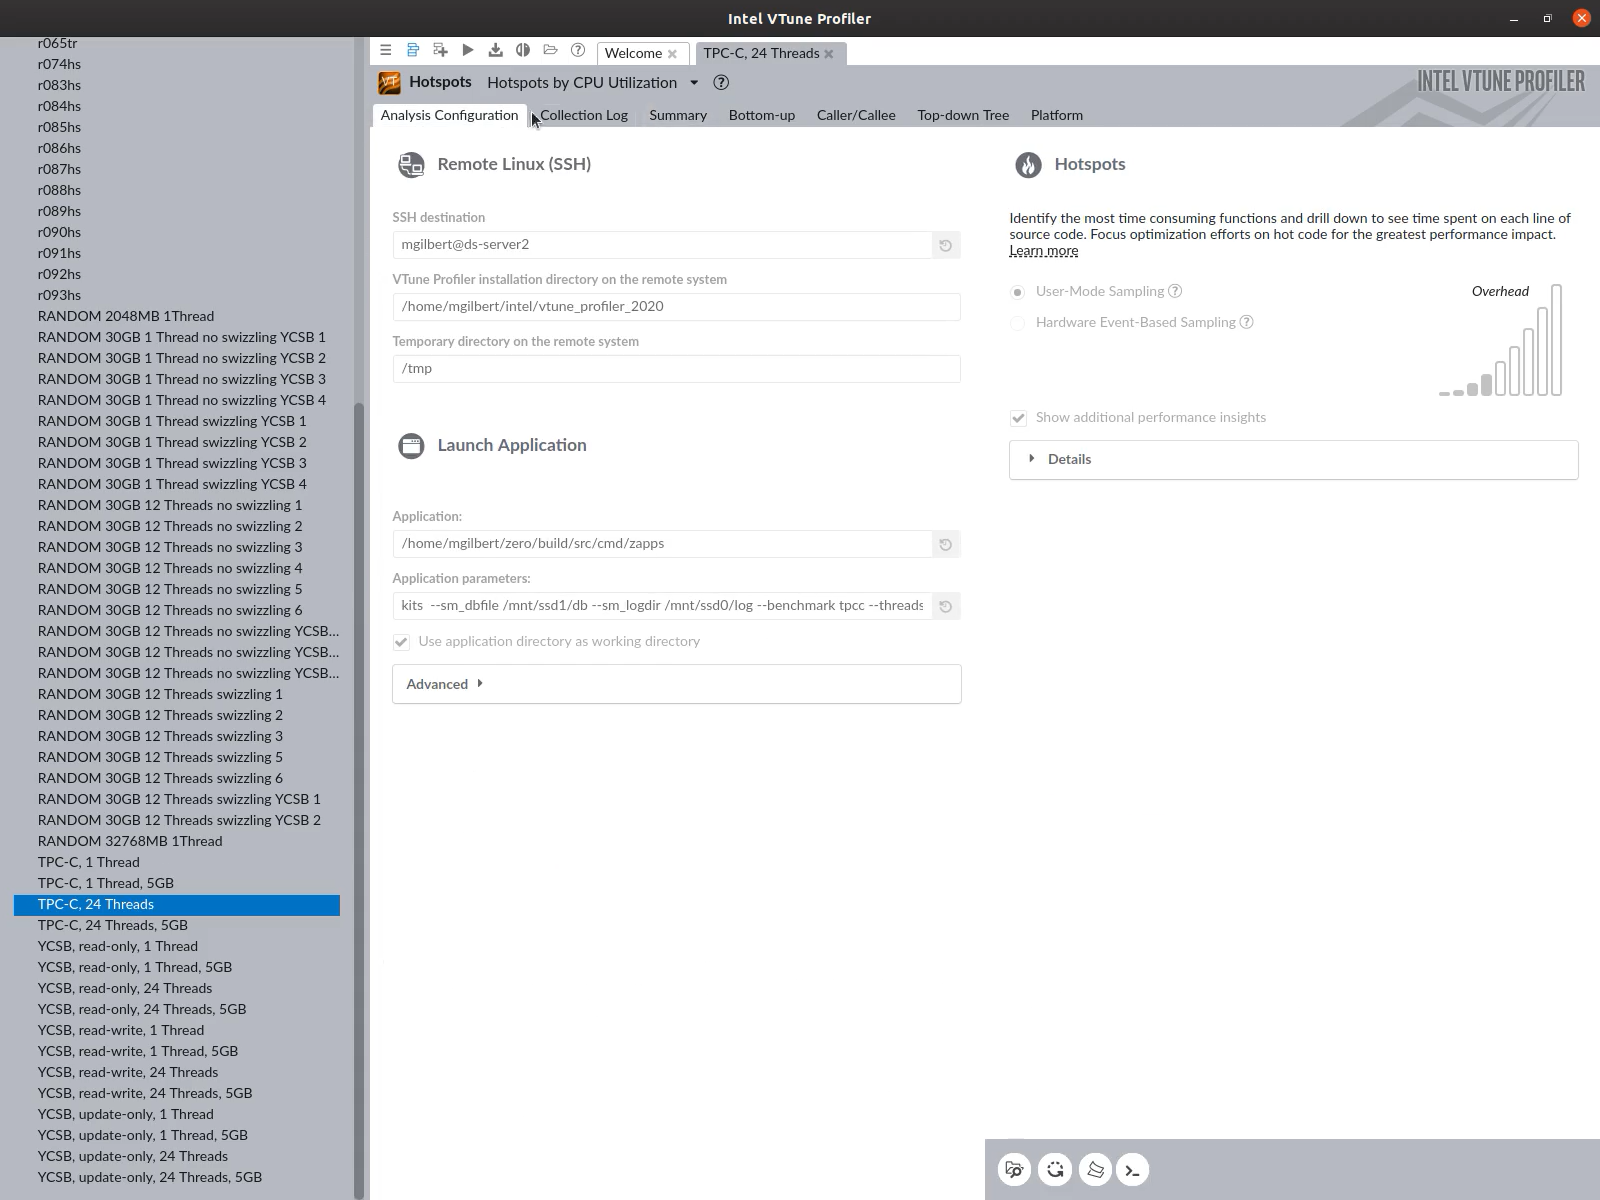 Intel VTune Profiler
r065tr
r074hs
r083hs
r084hs
r085hs
r086hs
r087hs
r088hs
r089hs
r090hs
r091hs
r092hs
r093hs
RANDOM 2048MB 1Thread
RANDOM 30GB 1 Thread no swizzling YCSB 1
RANDOM 30GB 1 Thread no swizzling YCSB 2
RANDOM 30GB 1 Thread no swizzling YCSB 3
RANDOM 30GB 1 Thread no swizzling YCSB 4
RANDOM 30GB 1 Thread swizzling YCSB 1
RANDOM 30GB 1 Thread swizzling YCSB 2
RANDOM 30GB 1 Thread swizzling YCSB 3
RANDOM 30GB 1 Thread swizzling YCSB 4
RANDOM 30GB 12 Threads no swizzling 1
RANDOM 30GB 12 Threads no swizzling 2
RANDOM 30GB 12 Threads no swizzling 3
RANDOM 30GB 12 Threads no swizzling 4
RANDOM 30GB 12 Threads no swizzling 5
RANDOM 30GB 12 Threads no swizzling 6
RANDOM 30GB 12 Threads no swizzling YCSB...
RANDOM 30GB 12 Threads no swizzling YCSB...
RANDOM 30GB 12 Threads no swizzling YCSB...
RANDOM 30GB 12 Threads swizzling 1
RANDOM 30GB 12 Threads swizzling 2
RANDOM 30GB 12 Threads swizzling 3
RANDOM 30GB 12 Threads swizzling 5
RANDOM 30GB 12 Threads swizzling 6
RANDOM 30GB 12 Threads swizzling YCSB 1
RANDOM 30GB 12 Threads swizzling YCSB 2
RANDOM 32768MB 1Thread
TPC-C, 1 Thread
TPC-C, 1 Thread, 5GB
TPC-C, 24 Threads
TPC-C, 24 Threads, 5GB
YCSB, read-only, 1 Thread
YCSB, read-only, 1 Thread, 5GB
YCSB, read-only, 24 Threads
YCSB, read-only, 24 Threads, 5GB
YCSB, read-write, 1 Thread
YCSB, read-write, 1 Thread, 5GB
YCSB, read-write, 24 Threads
YCSB, read-write, 24 Threads, 5GB
YCSB, update-only, 1 Thread
YCSB, update-only, 1 Thread, 5GB
YCSB, update-only, 24 Threads
YCSB, update-only, 24 Threads, 5GB
Welcome
TPC-C, 24 Threads
VT
Hotspots
Hotspots by CPU Utilization
INTEL VTUNE PROFILER
Analysis Configuration
Collection Log
Summary
Bottom-up
Caller/Callee
Top-down Tree
Platform
Remote Linux (SSH)
SSH destination
mgilbert@ds-server2
VTune Profiler installation directory on the remote system
/home/mgilbert/intel/vtune_profiler_2020
Temporary directory on the remote system
/tmp
Launch Application
Application:
/home/mgilbert/zero/build/src/cmd/zapps
Application parameters:
kits  --sm_dbfile /mnt/ssd1/db --sm_logdir /mnt/ssd0/log --benchmark tpcc --threads
Use application directory as working directory
Advanced
Hotspots
Identify the most time consuming functions and drill down to see time spent on each line of
source code. Focus optimization efforts on hot code for the greatest performance impact.
Learn more
User-Mode Sampling
Overhead
Hardware Event-Based Sampling
Show additional performance insights
Details